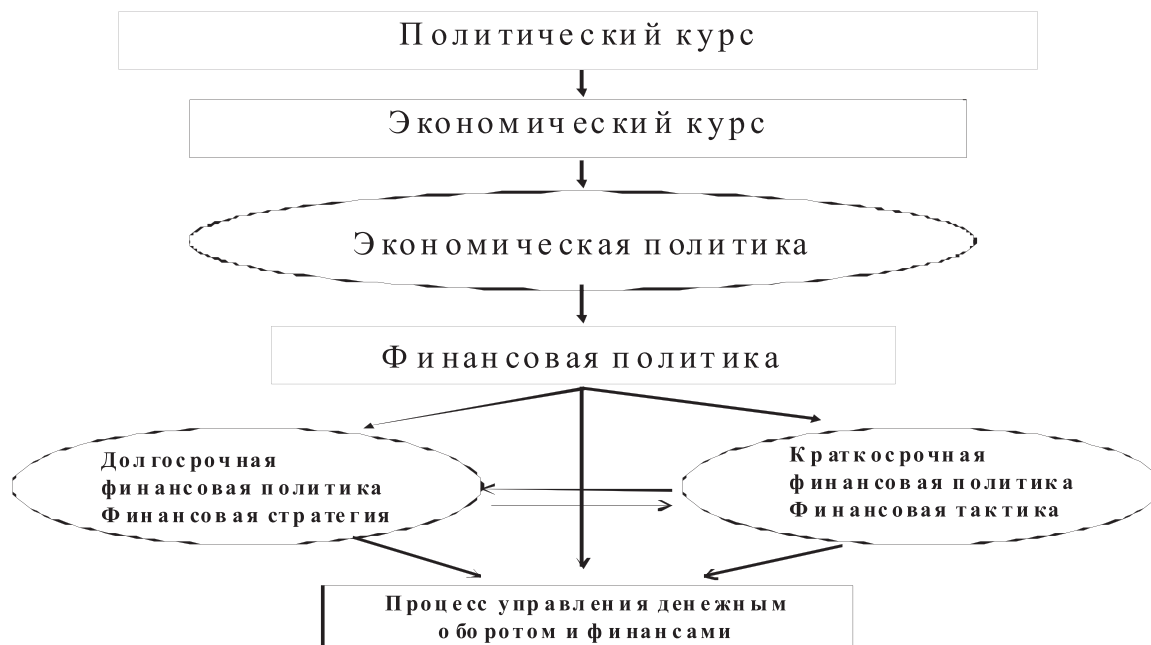 Политический курс
Экономический курс
Экономическая политика
Финансовая политика
Долгосрочная
финансовая политика
Финансовая стратегия
Краткосрочная
финансовая политика
Финансовая тактика
Процесс управления денежным
оборотом и финансами